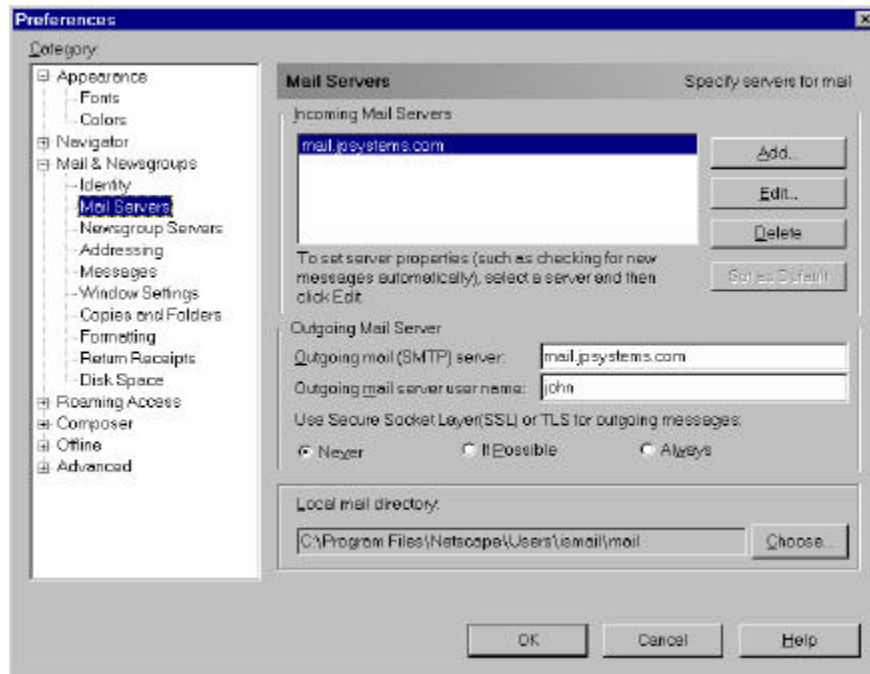 Preferences
Category:
Appearance
Fonts
Colors
Navigator
Mail & Newsgroups
Identity
Mail Servers
Newsgroup Servers
Addressing
Messages
Window Settings
Copies and Folders
Formatting
Return Receipts
Disk Space
Roaming Access
Composer
Offline
Advanced
Mail Servers Specify servers for mail
Incoming Mail Servers
mail.jpsystems.com
Add...
Edit...
Delete
Set as Default
To set server properties (such as checking for new
messages automatically), select a server and then
click Edit.
Outgoing Mail Server
Outgoing mail (SMTP) server: mail.jpsystems.com
Outgoing mail server user name: john
Use Secure Socket Layer(SSL) or TLS for outgoing messages:
Never If Possible Always
Local mail directory:
C:\Program Files\Netscape\Users\ismail\mail Choose...
OK Cancel Help